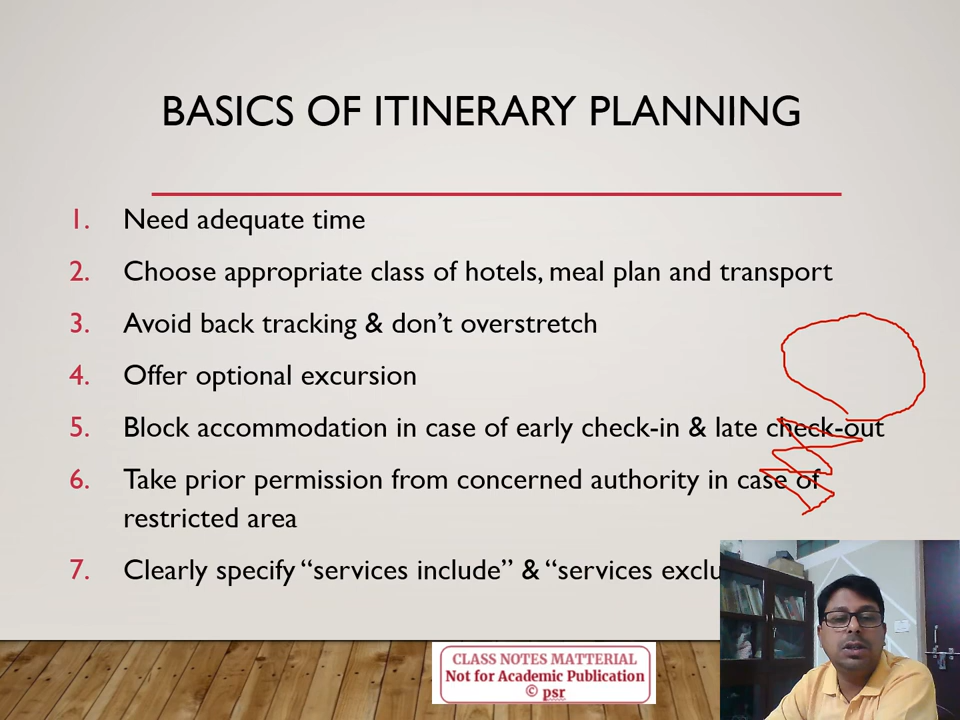 BASICS OF ITINERARY PLANNING
1. Need adequate time
2. Choose appropriate class of hotels, meal plan and transport
3. Avoid back tracking & don't overstretch
4. Offer optional excursion
5. Block accommodation in case of early check-in & late check-out
6. Take prior permission from concerned authority in case of
restricted area
7. Clearly specify “services include” & “services exclu
CLASS NOTES MATTERIAL
Not for Academic Publication
© psr